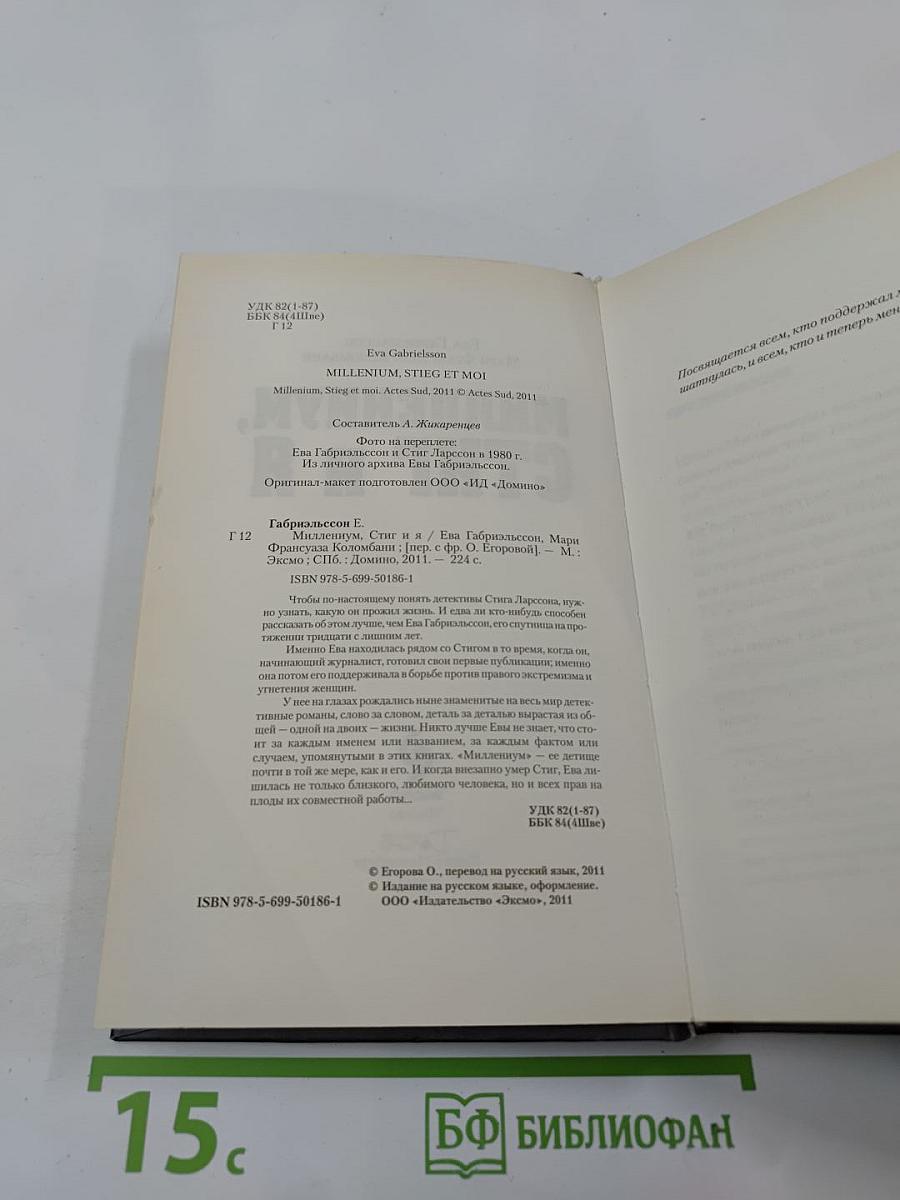 УДК 82(1-87)
ББК 84(4Шве)
Г 12
Eva Gabrielsson
MILLENIUM, STIEG ET MOI
Millenium, Stieg et moi. Actes Sud, 2011 © Actes Sud, 2011
Составитель А. Жикаренцев
Фото на переплете:
Ева Габриэльссон и Стиг Ларссон в 1980 г.
Из личного архива Евы Габриэльссон.
Оригинал-макет подготовлен ООО «ИД «Домино»
Габриэльссон Е.
Г 12 Миллениум, Стиг и я / Ева Габриэльссон, Мари
Франсуаза Коломбани ; [пер. с фр. О. Егоровой]. — М. :
Эксмо ; СПб. : Домино, 2011. — 224 с.
ISBN 978-5-699-50186-1
Чтобы по-настоящему понять детективы Стига Ларссона, нуж-
но узнать, какую он прожил жизнь. И едва ли кто-нибудь способен
рассказать об этом лучше, чем Ева Габриэльссон, его спутница на про-
тяжении тридцати с лишним лет.
Именно Ева находилась рядом со Стигом в то время, когда он,
начинающий журналист, готовил свои первые публикации; именно
она потом его поддерживала в борьбе против правого экстремизма и
угнетения женщин.
У нее на глазах рождались ныне знаменитые на весь мир детек-
тивные романы, слово за словом, деталь за деталью вырастая из об-
щей — одной на двоих — жизни. Никто лучше Евы не знает, что сто-
ит за каждым именем или названием, за каждым фактом или
случаем, упомянутыми в этих книгах. «Миллениум» — ее детище
почти в той же мере, как и его. И когда внезапно умер Стиг, Ева ли-
шилась не только близкого, любимого человека, но и всех прав на
плоды их совместной работы...
УДК 82(1-87)
ББК 84(4Шве)
© Егорова О., перевод на русский язык, 2011
© Издание на русском языке, оформление.
ISBN 978-5-699-50186-1 ООО «Издательство «Эксмо», 2011
Посвящается всем, кто поддержал
шатнулась, и всем, кто и теперь
15 с
БФ БИБЛИОФАН